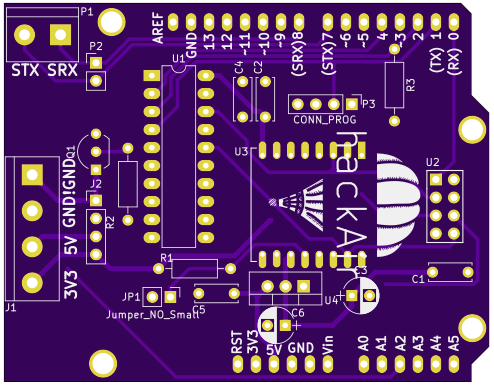 P1
STX SRX
P2
AREF
GND
13
12
~11
~10
~9
(SRX)8
(STX)7
~6
~5
4
~3
2
(TX) 1
(RX) 0
U1
C4
C2
R3
P3
CONN_PROG
Q1
U3
hackAir
U2
J2
GND!GND
R2
5V
3V3
J1
R1
JP1
Jumper_NO_Small
C5
C6
U4
C3
C1
RST
3V3
5V
GND
Vin
A0
A1
A2
A3
A4
A5